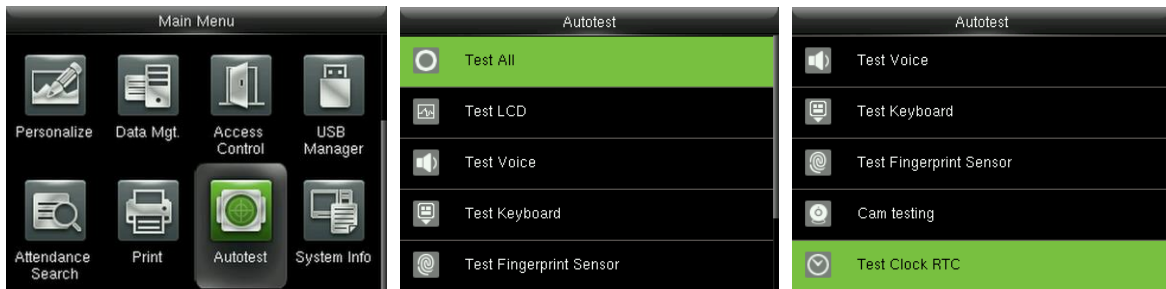 Main Menu
Personalize
Data Mgt.
Access
Control
USB
Manager
Attendance
Search
Print
Autotest
System Info
Autotest
Test All
Test LCD
Test Voice
Test Keyboard
Test Fingerprint Sensor
Autotest
Test Voice
Test Keyboard
Test Fingerprint Sensor
Cam testing
Test Clock RTC